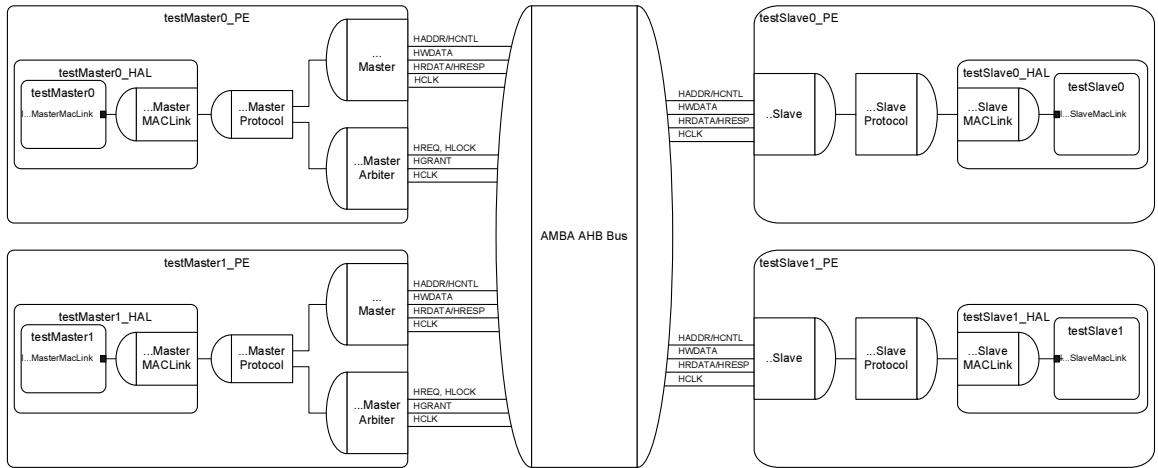 testMaster0_PE
testMaster0_HAL
testMaster0
I...MasterMacLink
...Master
MACLink
...Master
Protocol
...
Master
HADDR/HCNTL
HWDATA
HRDATA/HRESP
HCLK
...Master
Arbiter
HREQ, HLOCK
HGRANT
HCLK
testMaster1_PE
testMaster1_HAL
testMaster1
I...MasterMacLink
...Master
MACLink
...Master
Protocol
...
Master
HADDR/HCNTL
HWDATA
HRDATA/HRESP
HCLK
...Master
Arbiter
HREQ, HLOCK
HGRANT
HCLK
AMBA AHB Bus
testSlave0_PE
HADDR/HCNTL
HWDATA
HRDATA/HRESP
HCLK
..Slave
...Slave
Protocol
testSlave0_HAL
...Slave
MACLink
testSlave0
I...SlaveMacLink
testSlave1_PE
HADDR/HCNTL
HWDATA
HRDATA/HRESP
HCLK
..Slave
...Slave
Protocol
testSlave1_HAL
...Slave
MACLink
testSlave1
I...SlaveMacLink